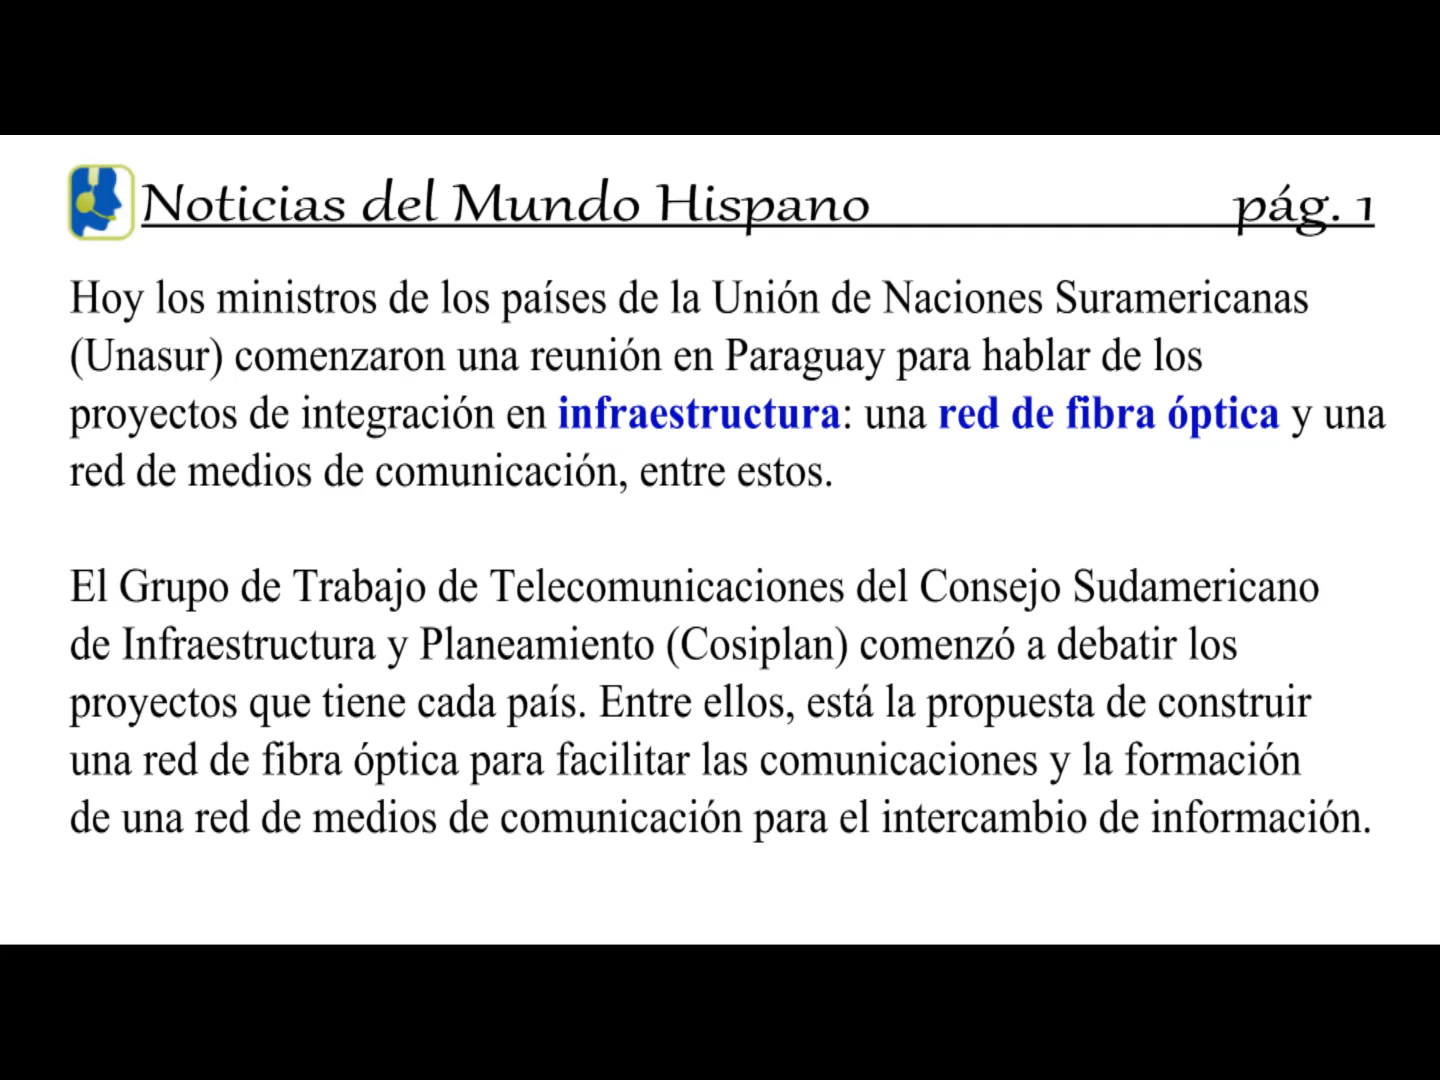 Noticias del Mundo Hispano pág. 1
Hoy los ministros de los países de la Unión de Naciones Suramericanas
(Unasur) comenzaron una reunión en Paraguay para hablar de los
proyectos de integración en infraestructura: una red de fibra óptica y una
red de medios de comunicación, entre estos.
El Grupo de Trabajo de Telecomunicaciones del Consejo Sudamericano
de Infraestructura y Planeamiento (Cosiplan) comenzó a debatir los
proyectos que tiene cada país. Entre ellos, está la propuesta de construir
una red de fibra óptica para facilitar las comunicaciones y la formación
de una red de medios de comunicación para el intercambio de información.